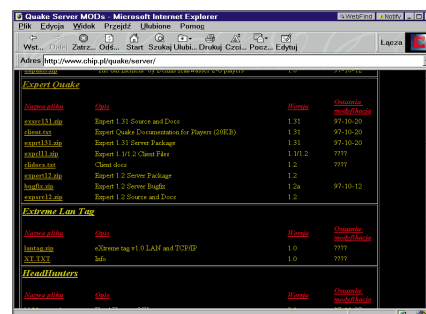 Quake Server MODs - Microsoft Internet Explorer
WebFind Notify
Plik Edycja Widok Przejdź Ulubione Pomoc
Wst... Dalej Zatrz... Odś... Start Szukaj Ulubi... Drukuj Czci... Pocz... Edytuj
Łącza
Adres http://www.chip.pl/quake/server/
Expert Quake
Nazwa pliku Opis Wersja Ostatnia modyfikacja
exsrc131.zip Expert 1.31 Source and Docs 1.31 97-10-20
client.txt Expert Quake Documentation for Players (20KB) 1.31 97-10-20
exprt131.zip Expert 1.31 Server Package 1.31 97-10-20
expcl11.zip Expert 1.1/1.2 Client Files 1.1/1.2 ????
clidocs.txt Client docs 1.2 ????
expert12.zip Expert 1.2 Server Package 1.2
bugfix.zip Expert 1.2 Server Bugfix 1.2a 97-10-12
expsrc12.zip Expert 1.2 Source and Docs 1.2
Extreme Lan Tag
Nazwa pliku Opis Wersja Ostatnia modyfikacja
lantag.zip eXtreme tag v1.0 LAN and TCP/IP 1.0 ????
XT.TXT Info 1.0 ????
HeadHunters
Nazwa pliku Opis Wersja Ostatnia modyfikacja